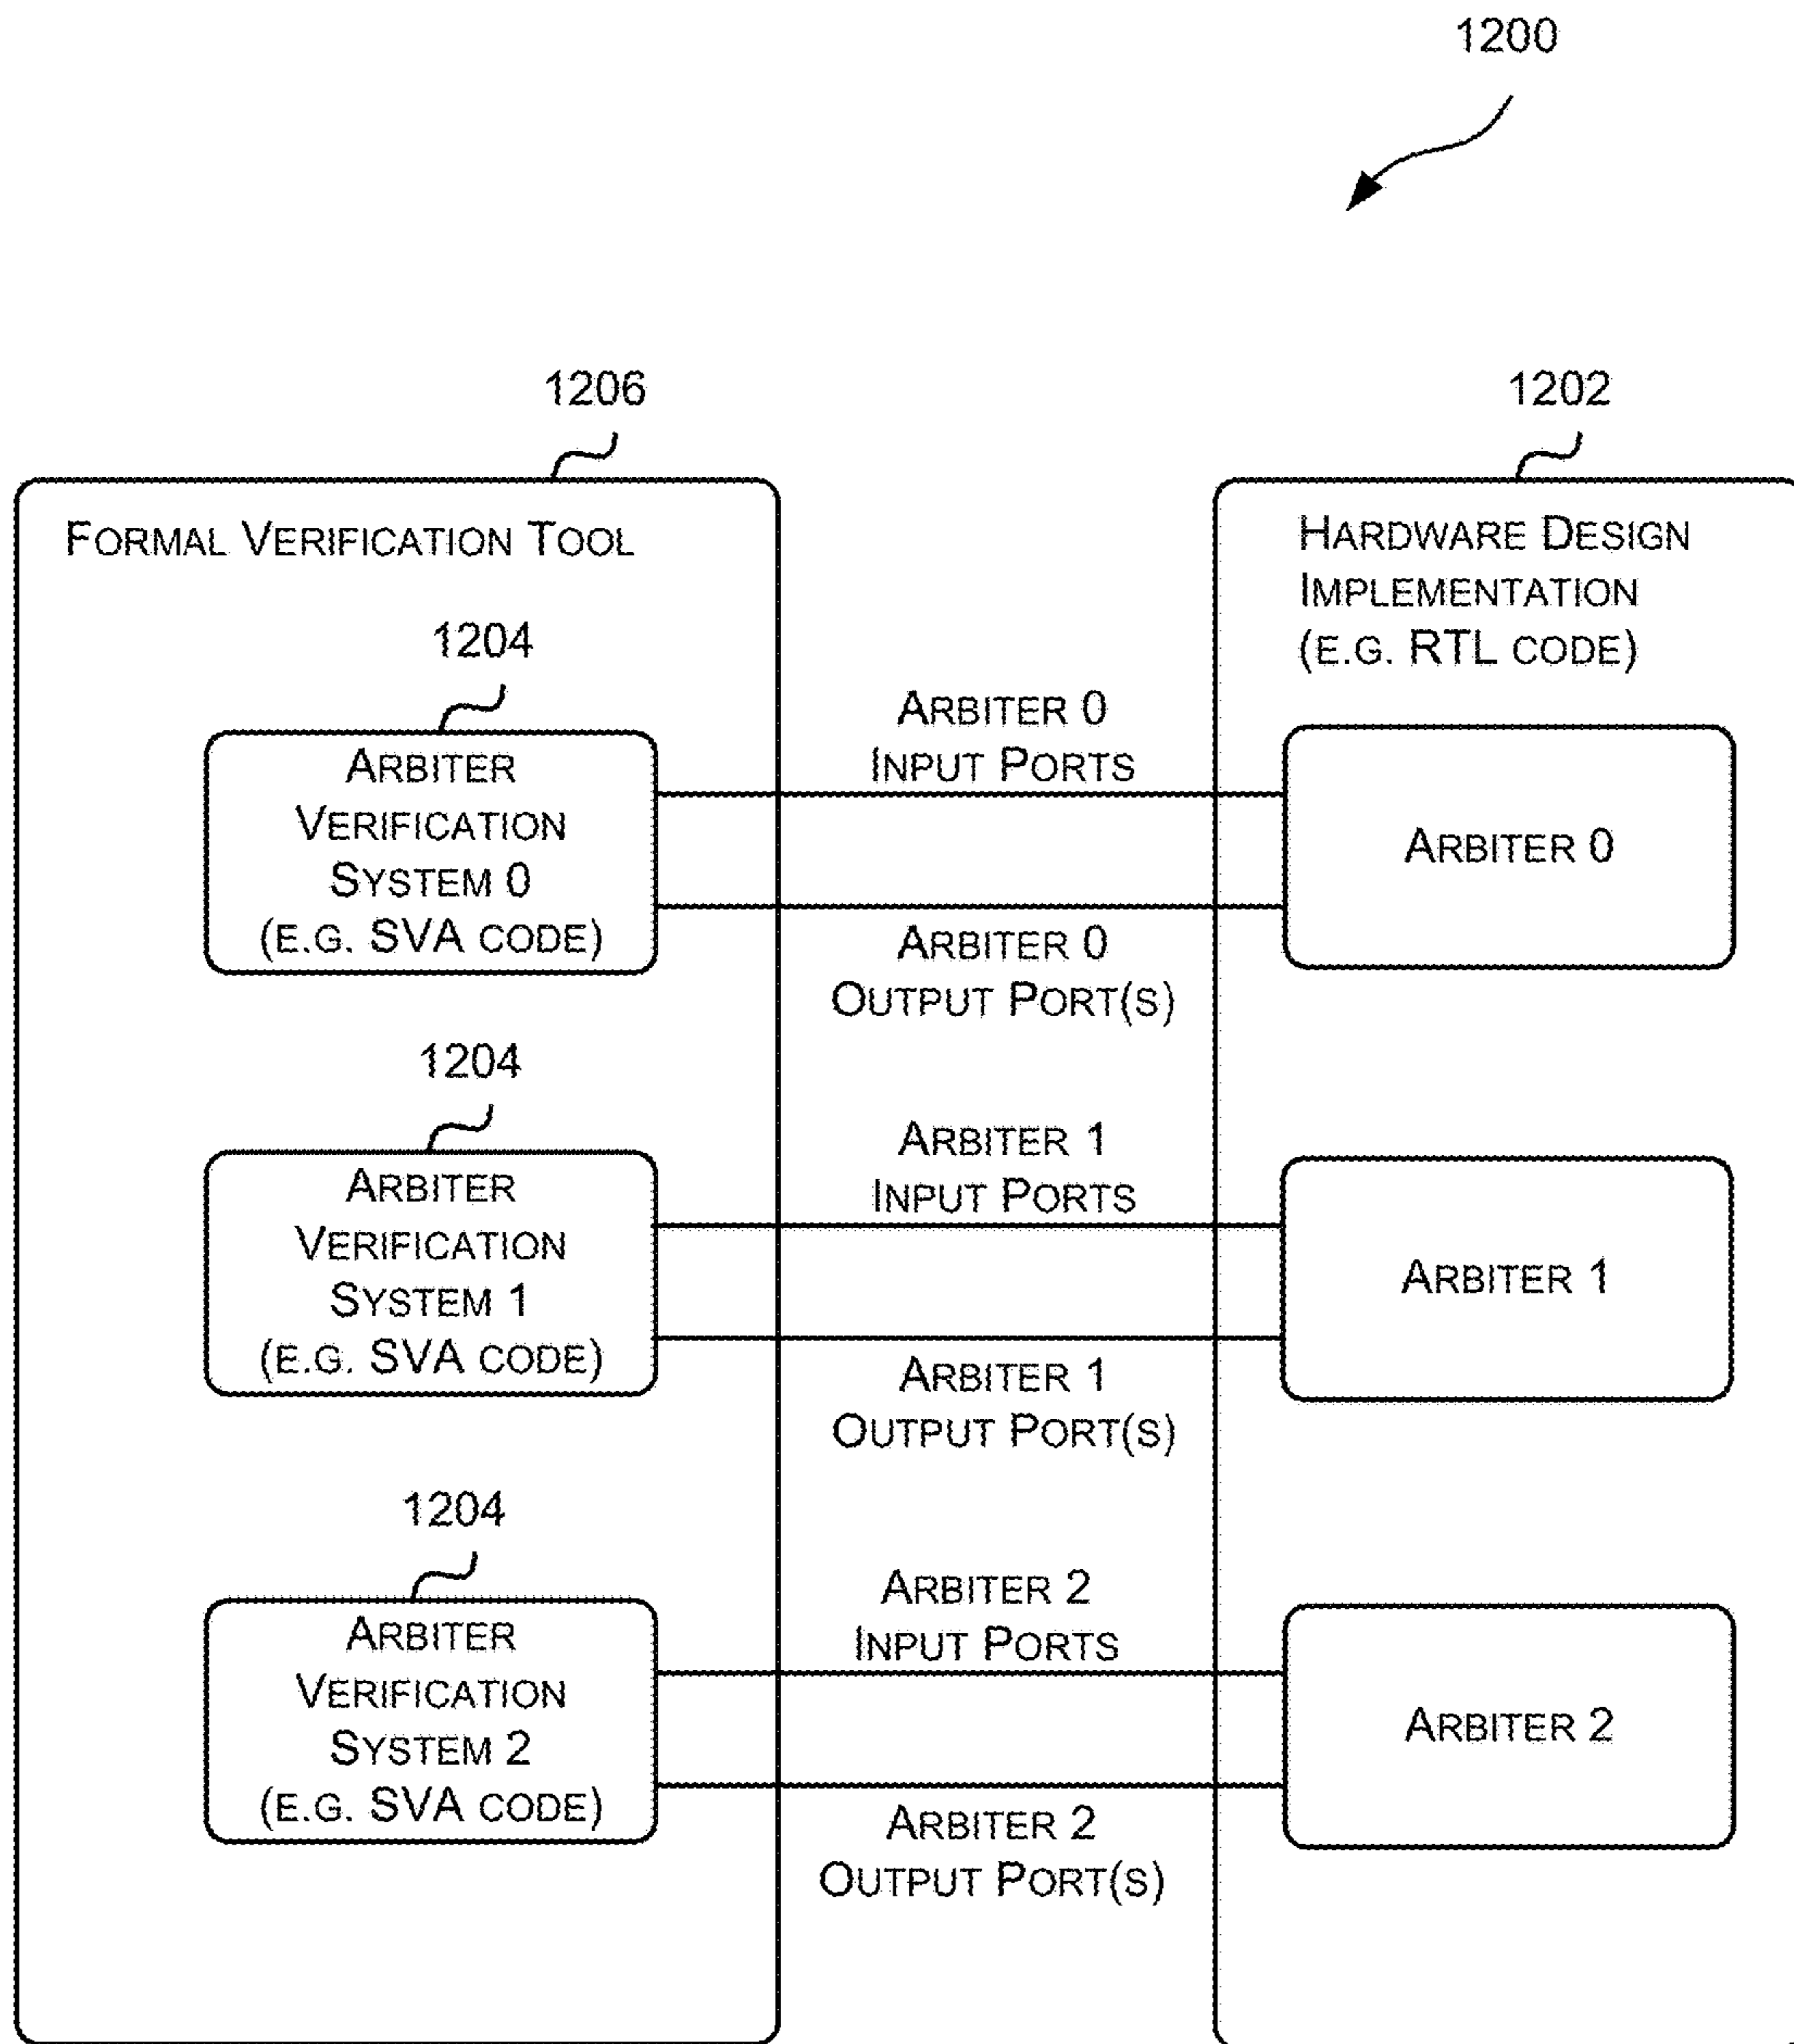 1200
1206
1202
FORMAL VERIFICATION TOOL
HARDWARE DESIGN
IMPLEMENTATION
(E.G. RTL CODE)
1204
ARBITER
VERIFICATION
SYSTEM 0
(E.G. SVA CODE)
ARBITER 0
INPUT PORTS
ARBITER 0
OUTPUT PORT(S)
ARBITER 0
1204
ARBITER
VERIFICATION
SYSTEM 1
(E.G. SVA CODE)
ARBITER 1
INPUT PORTS
ARBITER 1
OUTPUT PORT(S)
ARBITER 1
1204
ARBITER
VERIFICATION
SYSTEM 2
(E.G. SVA CODE)
ARBITER 2
INPUT PORTS
ARBITER 2
OUTPUT PORT(S)
ARBITER 2